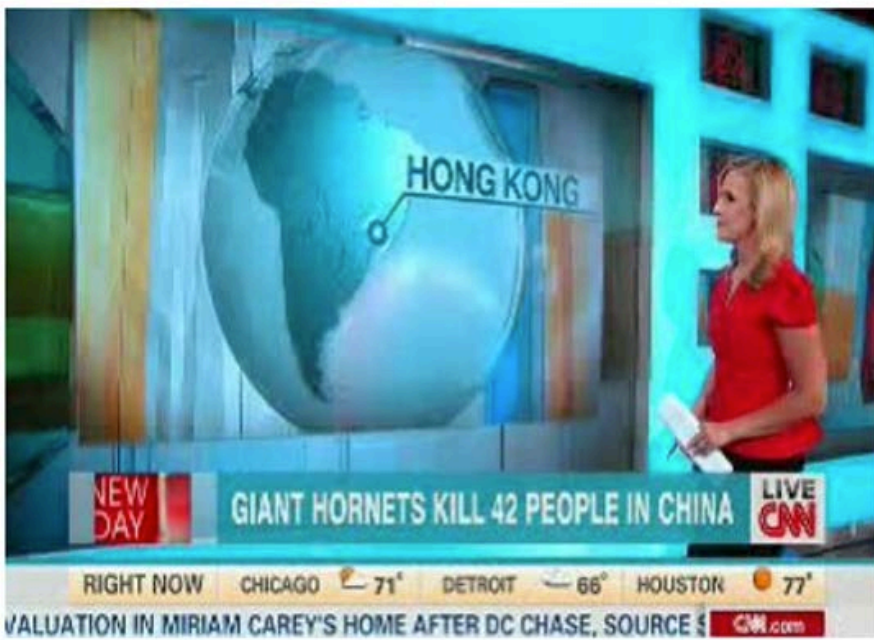 HONG KONG
NEW DAY
GIANT HORNETS KILL 42 PEOPLE IN CHINA
LIVE
CNN
RIGHT NOW CHICAGO 71° DETROIT 66° HOUSTON 77°
VALUATION IN MIRIAM CAREY'S HOME AFTER DC CHASE, SOURCE
CNN.com